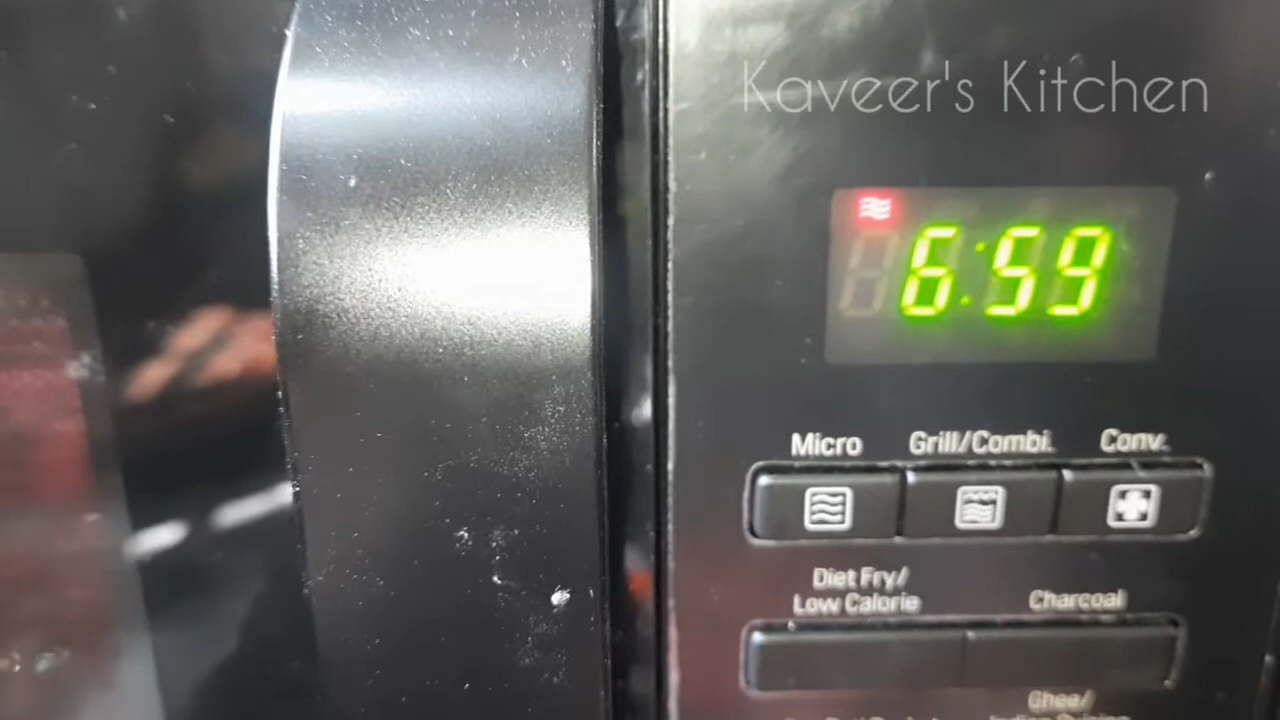 Kaveer's Kitchen
6:59
Micro Grill/Combi. Conv.
Diet Fry/
Low Calorie Charcoal
Ghee/